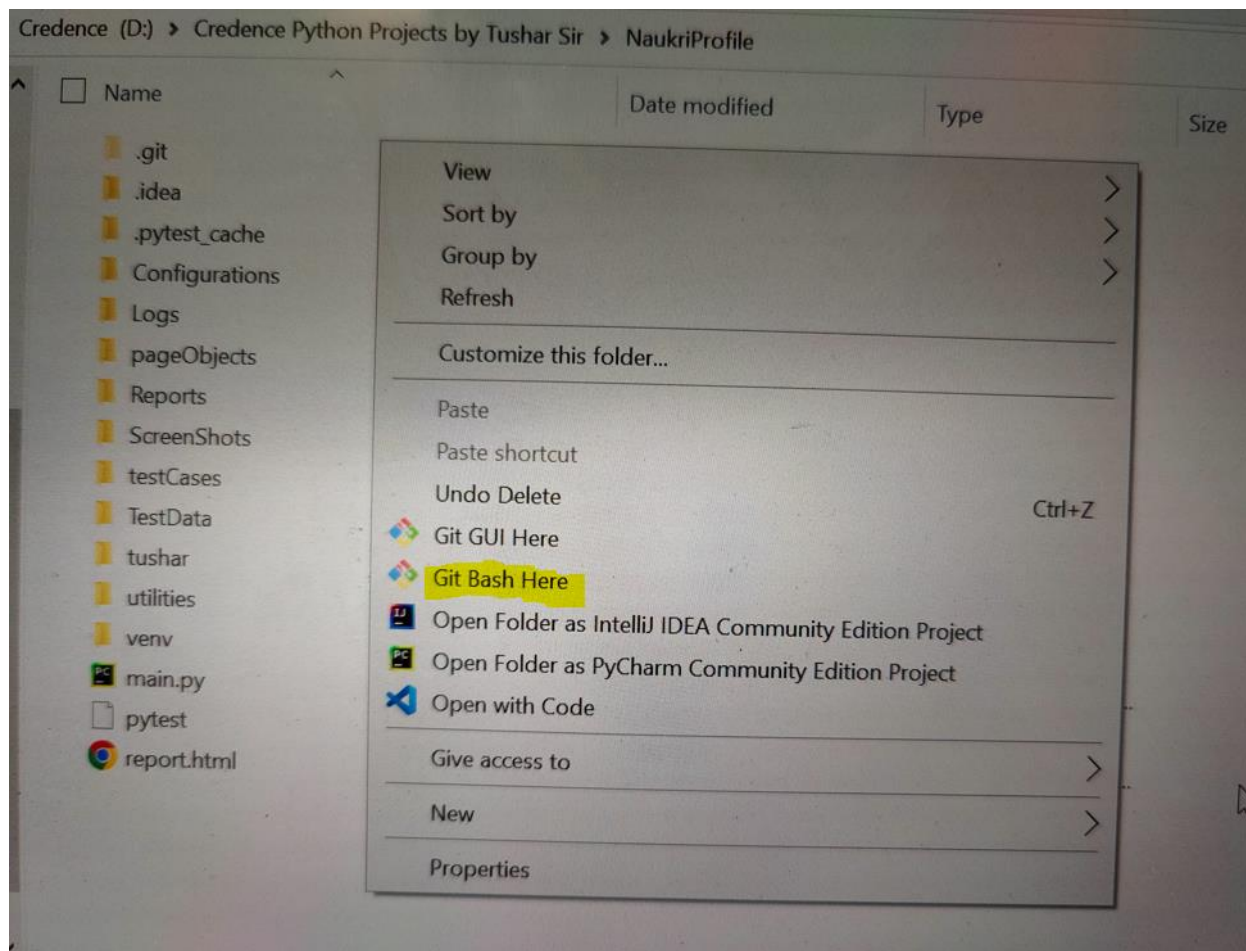 Credence (D:) > Credence Python Projects by Tushar Sir > NaukriProfile
Name Date modified Type Size
.git
.idea
.pytest_cache
Configurations
Logs
pageObjects
Reports
ScreenShots
testCases
TestData
tushar
utilities
venv
main.py
pytest
report.html
View
Sort by
Group by
Refresh
Customize this folder...
Paste
Paste shortcut
Undo Delete Ctrl+Z
Git GUI Here
Git Bash Here
Open Folder as IntelliJ IDEA Community Edition Project
Open Folder as PyCharm Community Edition Project
Open with Code
Give access to
New
Properties